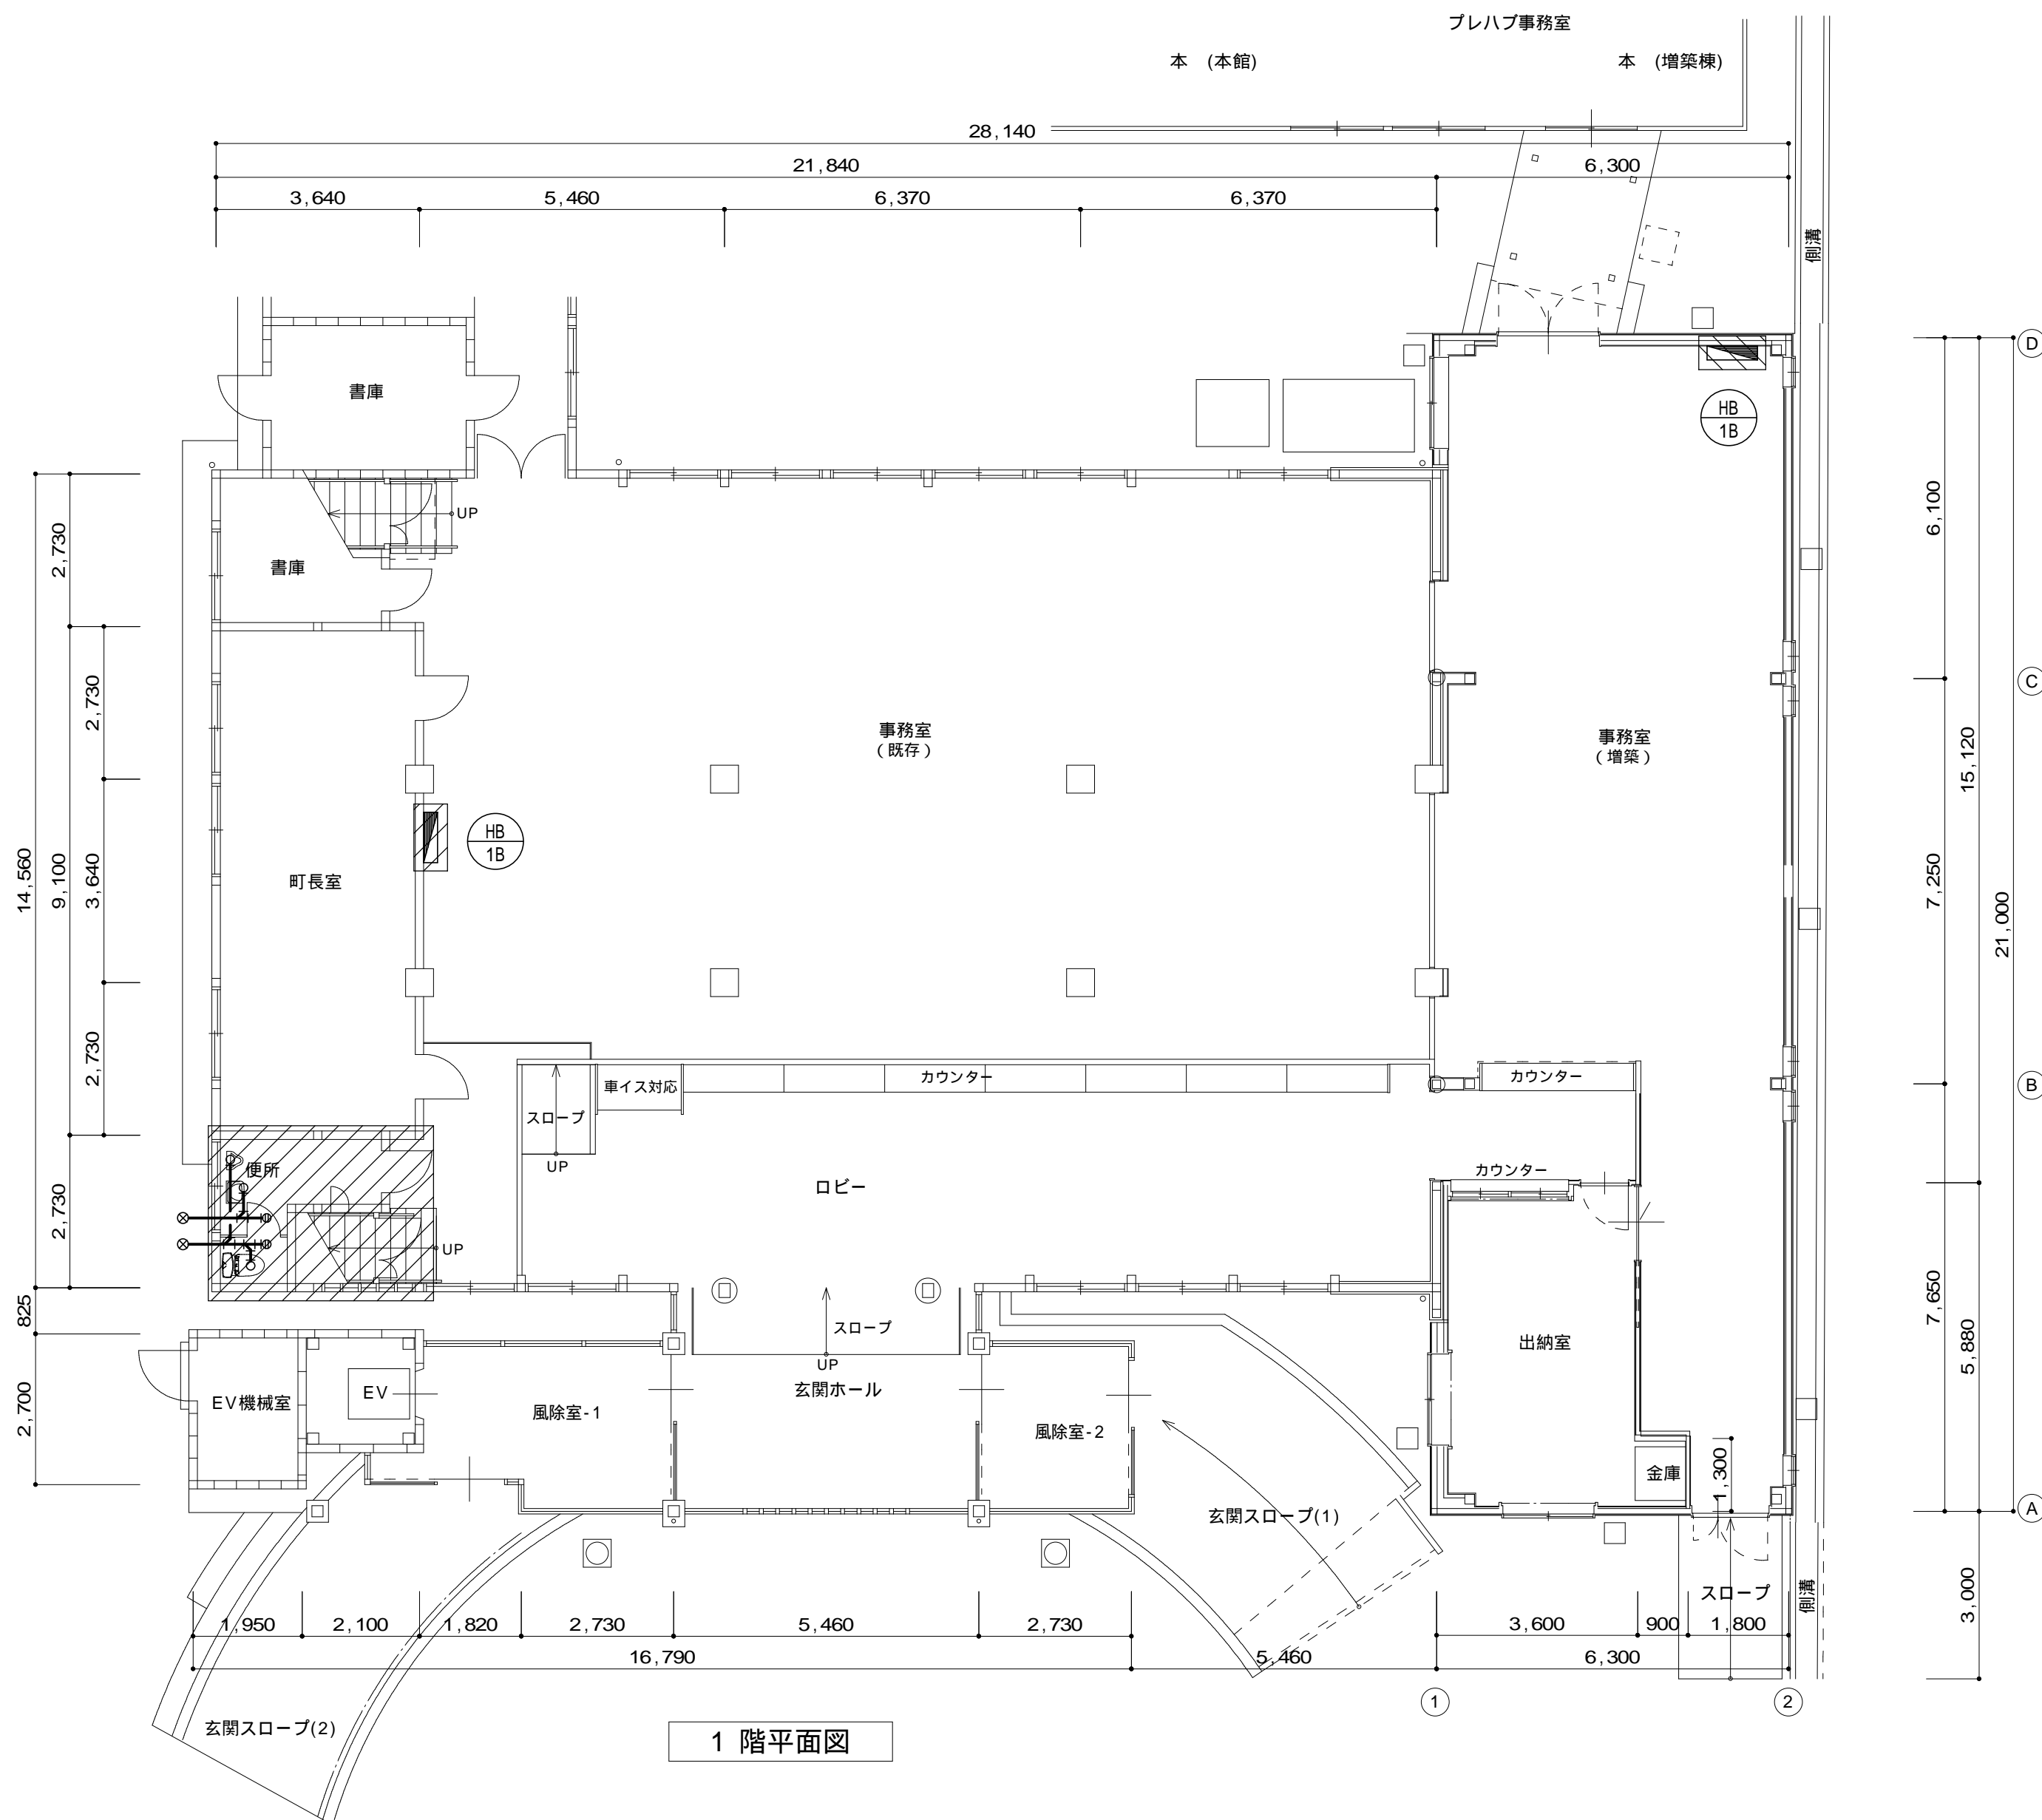 プレハブ事務室
本 (本館)
本 (増築棟)
28,140
21,840
6,300
3,640
5,460
6,370
6,370
側溝
書庫
HB
1B
UP
書庫
事務室
(既存)
事務室
(増築)
HB
1B
町長室
カウンター
車イス対応
カウンター
スロープ
UP
便所
カウンター
ロビー
UP
スロープ
UP
出納室
EV機械室
EV
風除室-1
玄関ホール
風除室-2
金庫
1,300
玄関スロープ(1)
スロープ
側溝
玄関スロープ(2)
14,560
9,100
2,730
2,730
3,640
2,730
2,730
825
2,700
6,100
7,250
7,650
15,120
5,880
3,000
21,000
D
C
B
A
1,950
2,100
1,820
2,730
5,460
2,730
3,600
900
1,800
16,790
5,460
6,300
1
2
1 階平面図